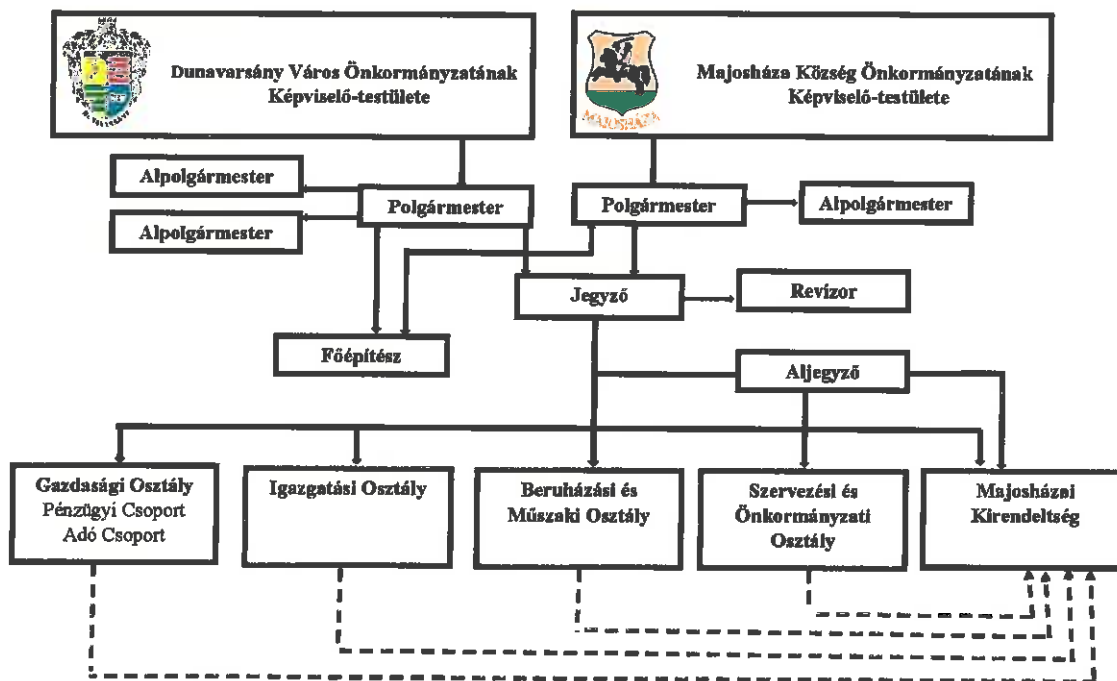 Dunavarsány Város Önkormányzatának
Képviselő-testülete
Majosháza Község Önkormányzatának
Képviselő-testülete
MAJOSHÁZA
Alpolgármester
Alpolgármester
Polgármester
Polgármester
Alpolgármester
Jegyző
Revizor
Főépítész
Aljegyző
Gazdasági Osztály
Pénzügyi Csoport
Adó Csoport
Igazgatási Osztály
Beruházási és
Műszaki Osztály
Szervezési és
Önkormányzati
Osztály
Majosházai
Kirendeltség